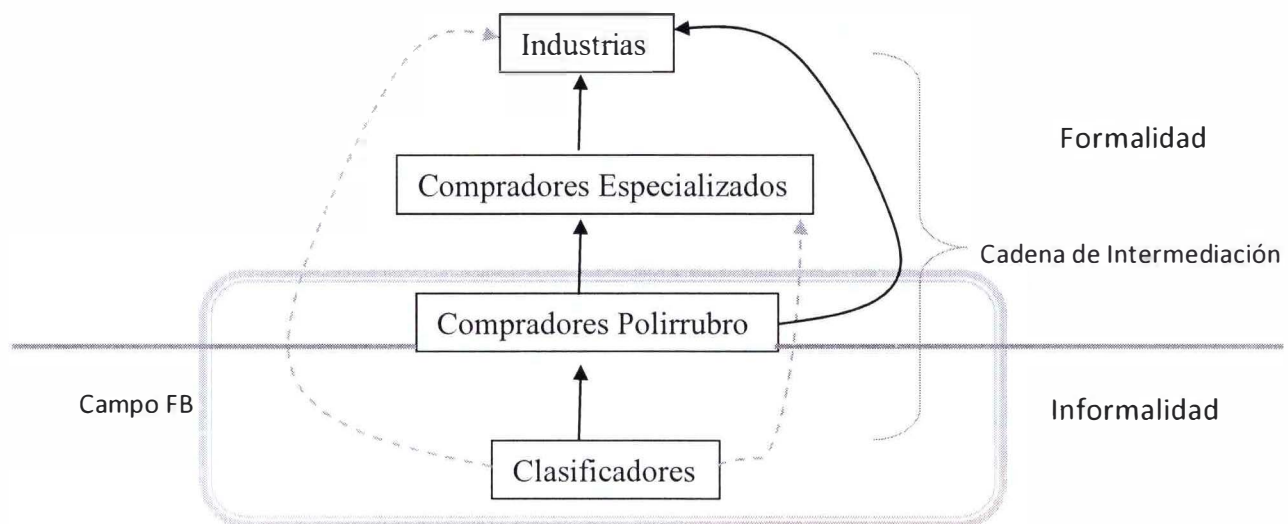 Industrias
Formalidad
Compradores Especializados
Cadena de Intermediación
Compradores Polirrubro
Campo FB
Informalidad
Clasificadores